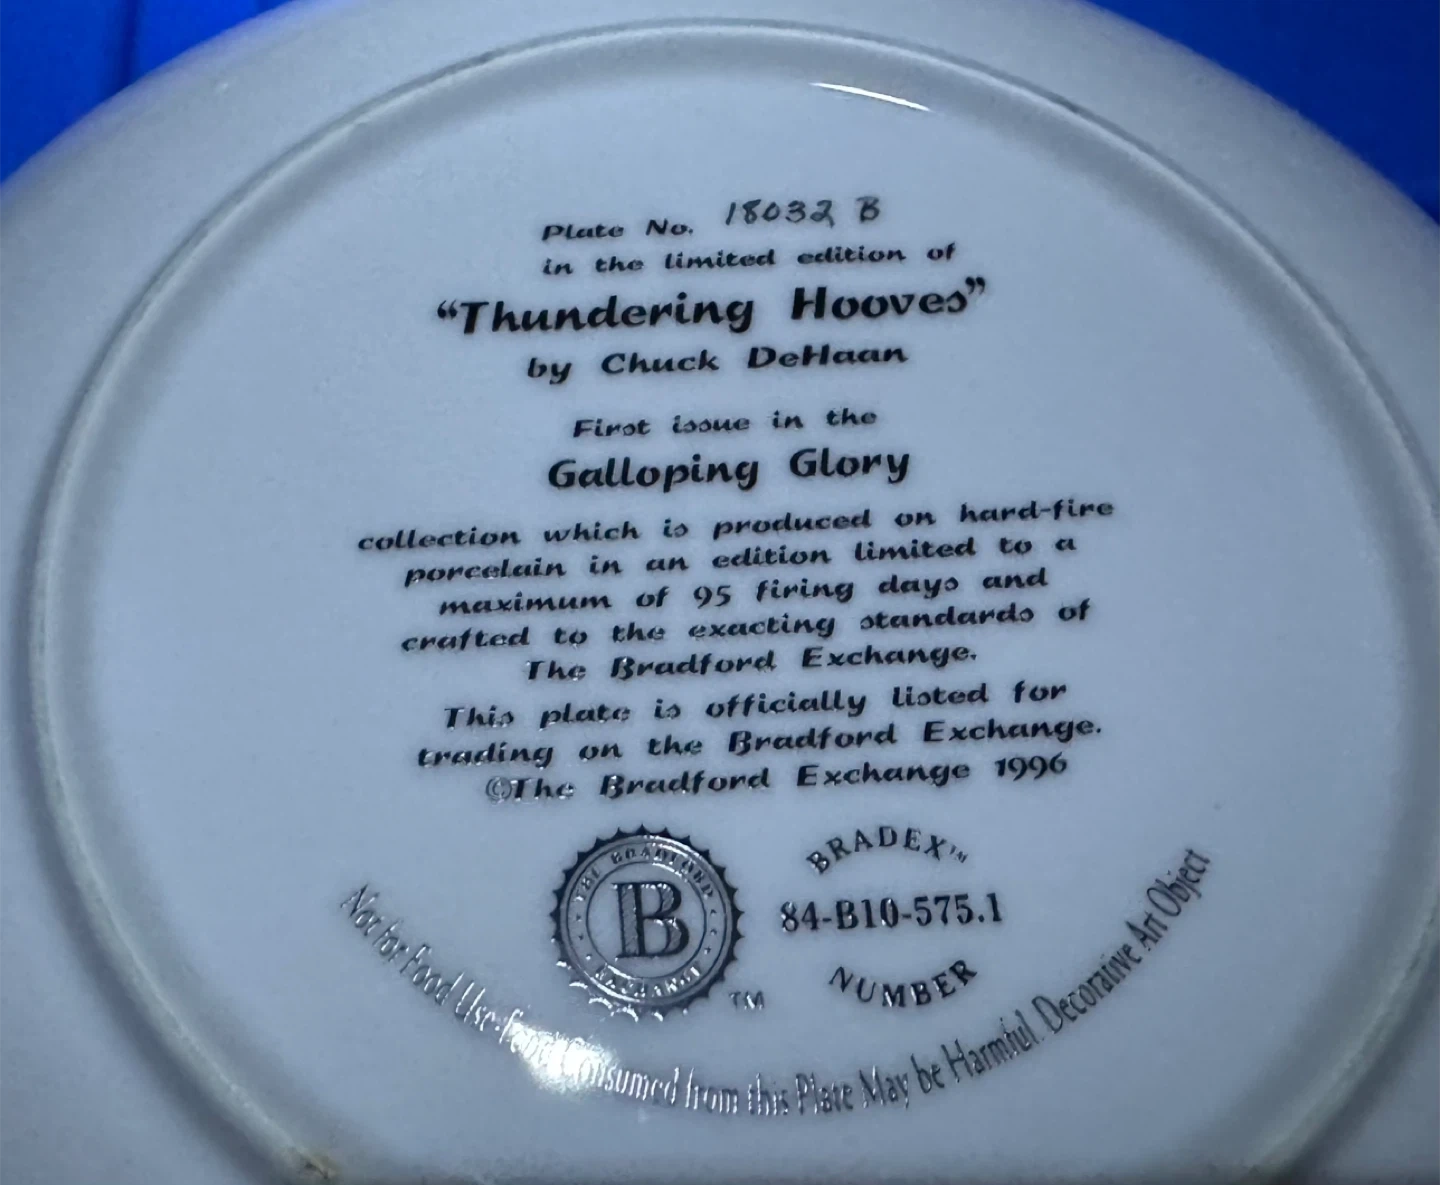 Plate No. 18032 B
in the limited edition of
“Thundering Hooves”
by Chuck DeHaan
First issue in the
Galloping Glory
collection which is produced on hard-fire
porcelain in an edition limited to a
maximum of 95 firing days and
crafted to the exacting standards of
The Bradford Exchange.
This plate is officially listed for
trading on the Bradford Exchange.
©The Bradford Exchange 1996
THE BRADFORD
B
EXCHANGE
TM
BRADEX™
84-B10-575.1
NUMBER
Not for Food Use-Food Consumed from this Plate May be Harmful. Decorative Art Object